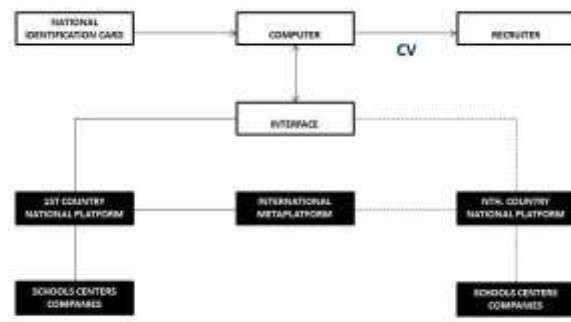 NATIONAL
IDENTIFICATION CARD
COMPUTER
CV
RECRUITER
INTERFACE
1ST COUNTRY
NATIONAL PLATFORM
INTERNATIONAL
METAPLATFORM
NTH. COUNTRY
NATIONAL PLATFORM
SCHOOLS CENTERS
COMPANIES
SCHOOLS CENTERS
COMPANIES